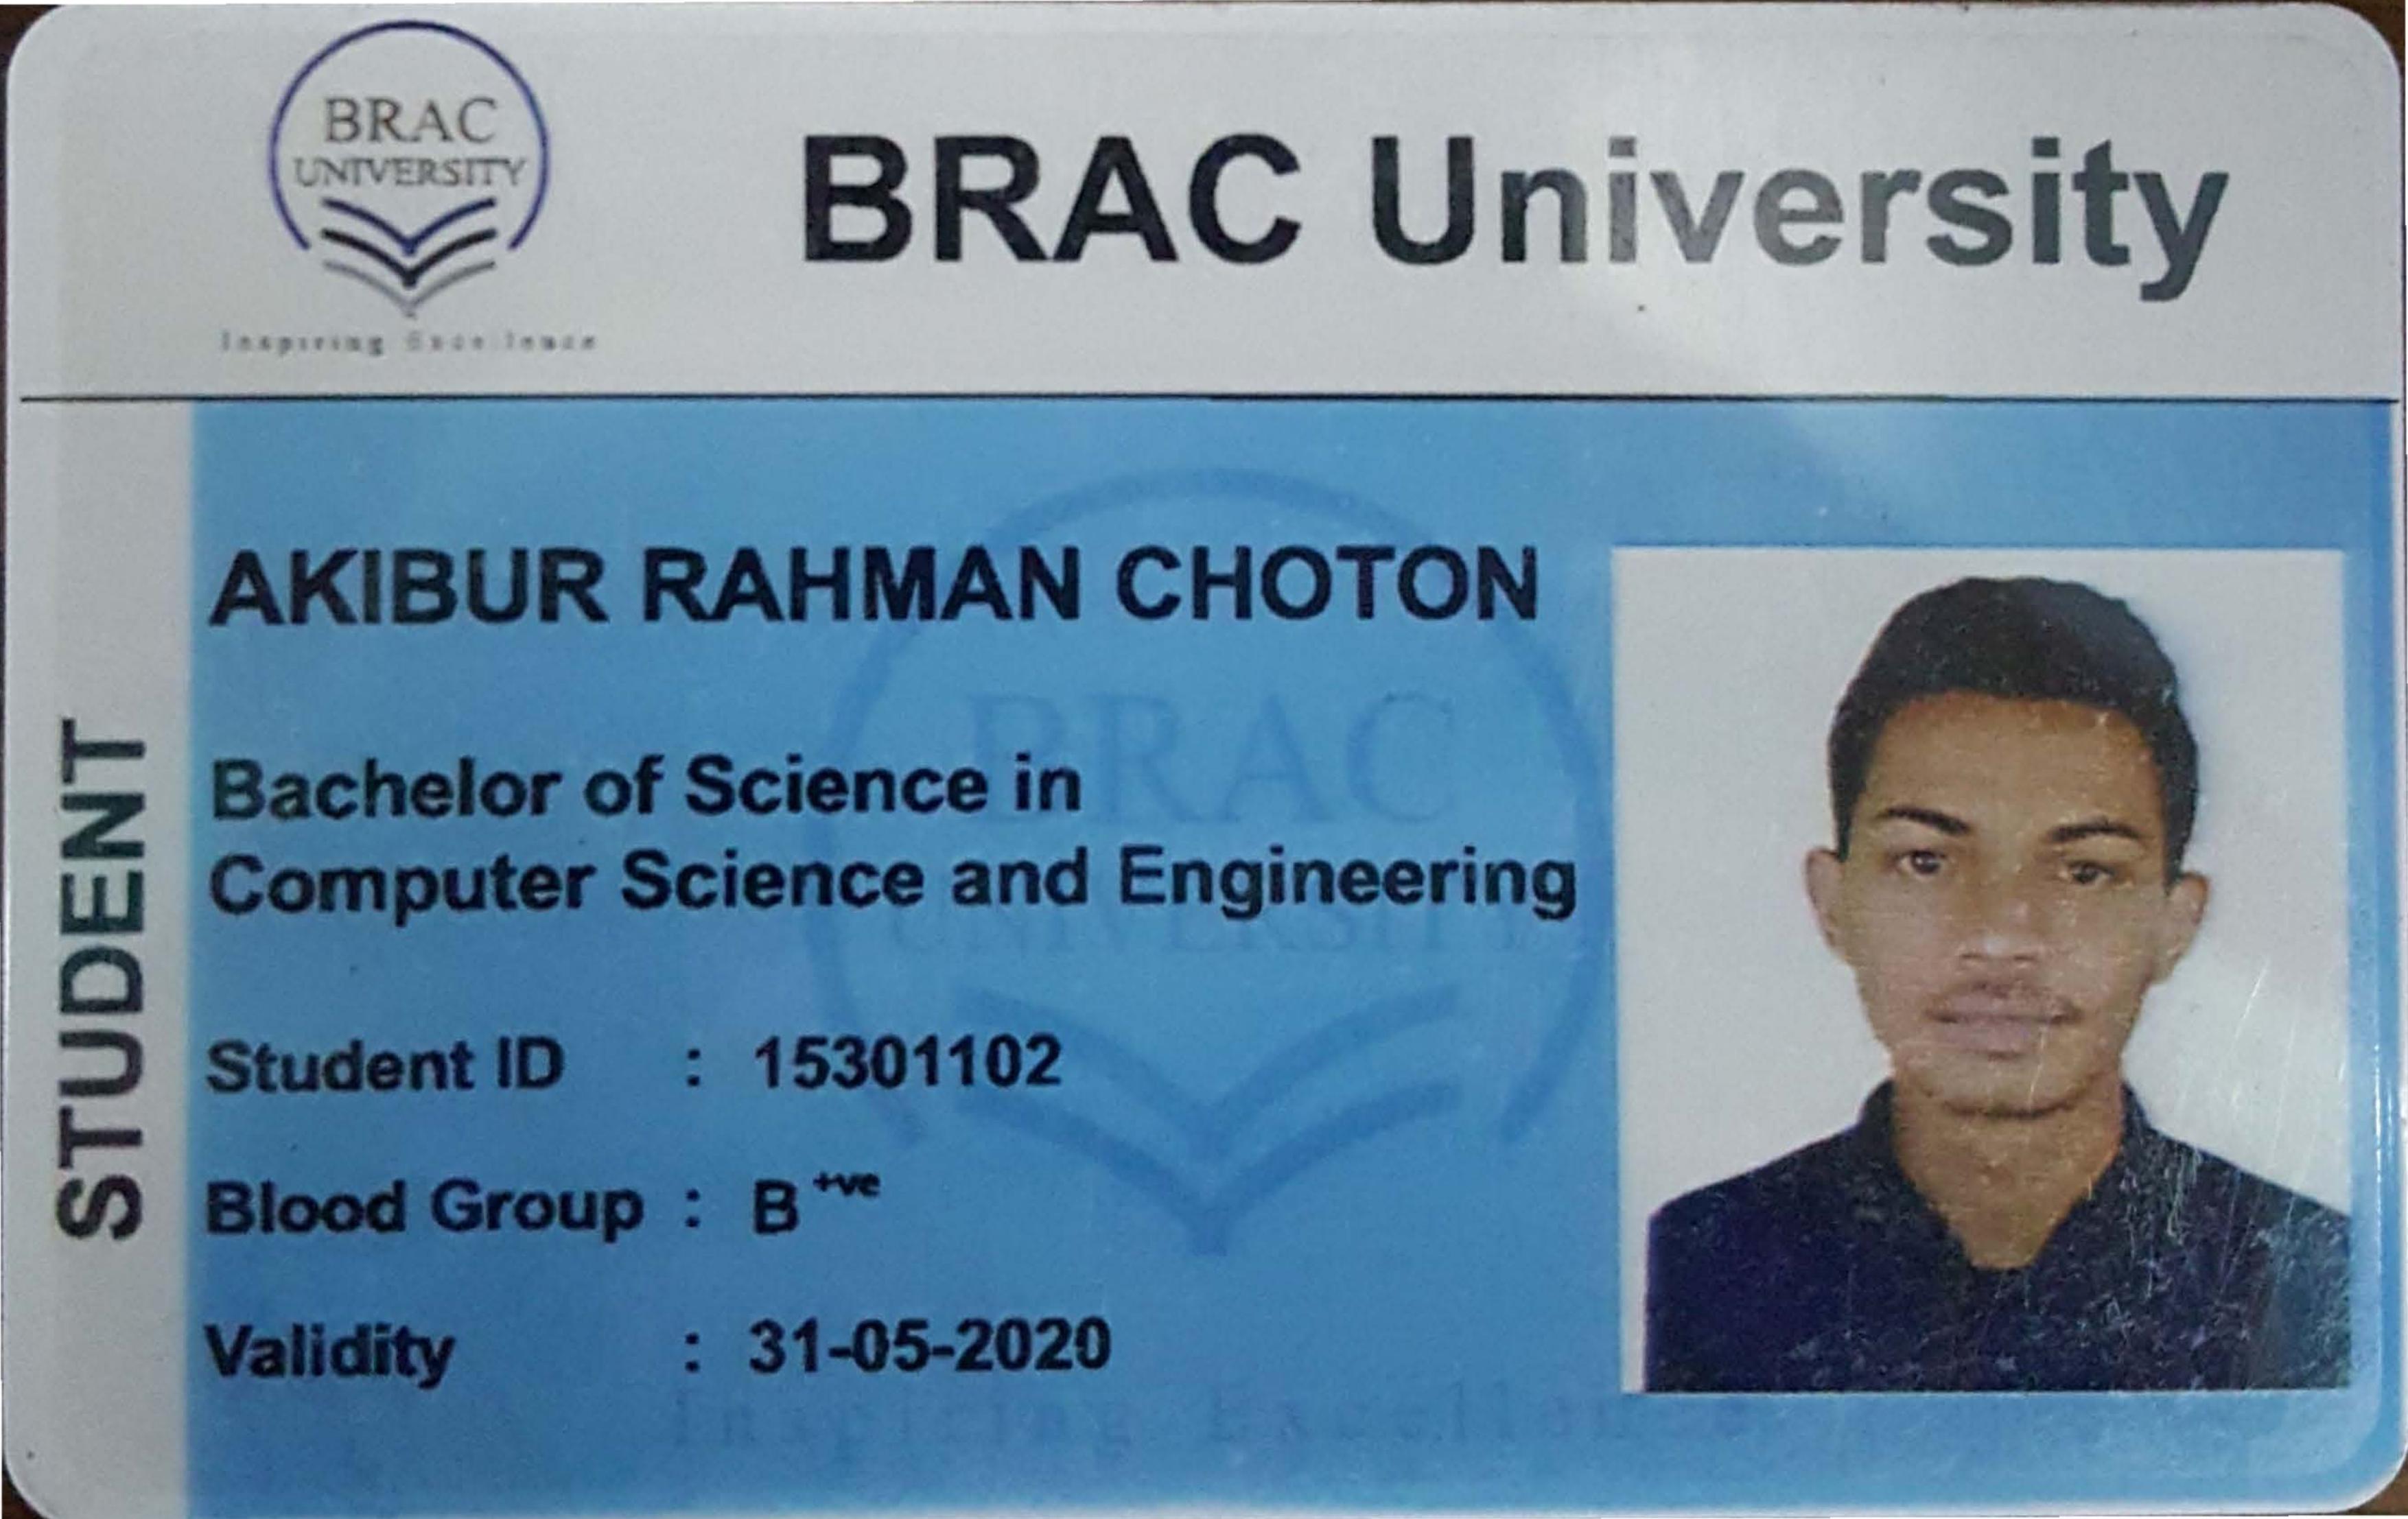 BRAC
UNIVERSITY
Inspiring Excellence
BRAC University
STUDENT
AKIBUR RAHMAN CHOTON
Bachelor of Science in
Computer Science and Engineering
Student ID : 15301102
Blood Group : B +ve
Validity : 31-05-2020
BRAC
UNIVERSITY
Inspiring Excellence